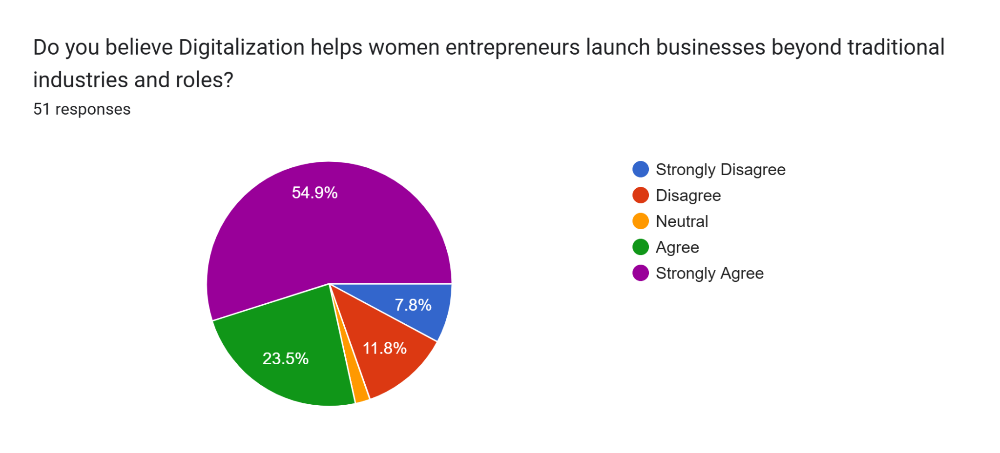 Do you believe Digitalization helps women entrepreneurs launch businesses beyond traditional
industries and roles?
51 responses
54.9%
7.8%
11.8%
23.5%
Strongly Disagree
Disagree
Neutral
Agree
Strongly Agree